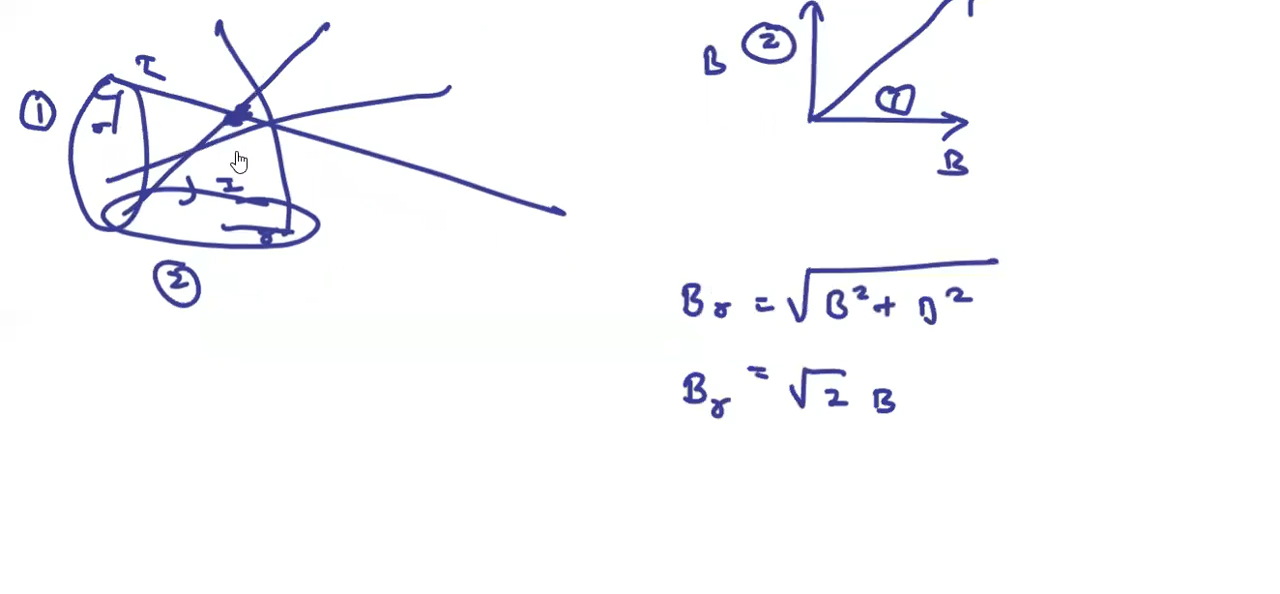 ①
I
r
I
r
②
B ②
①
B
Br = √B² + B²
Br = √2 B